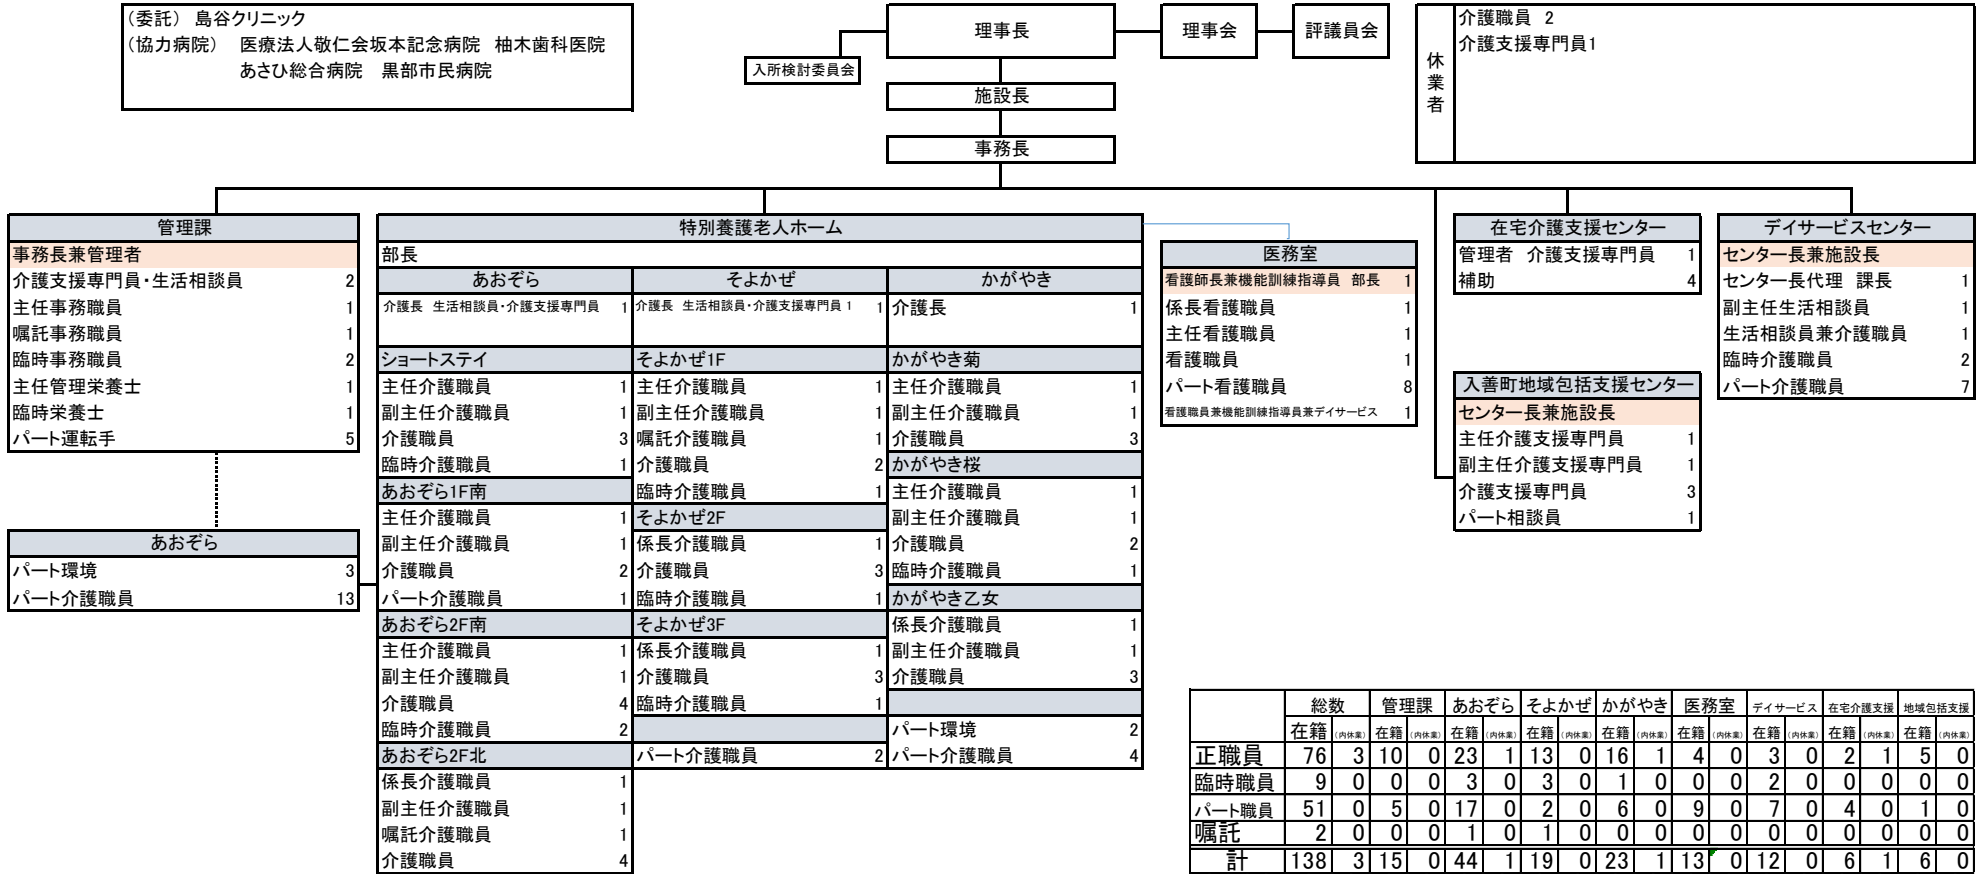 (委託) 島谷クリニック
(協力病院) 医療法人敬仁会坂本記念病院 柚木歯科医院
あさひ総合病院 黒部市民病院
理事長
理事会
評議員会
入所検討委員会
施設長
事務長
休業者
介護職員 2
介護支援専門員1
管理課
事務長兼管理者
介護支援専門員・生活相談員 2
主任事務職員 1
嘱託事務職員 1
臨時事務職員 2
主任管理栄養士 1
臨時栄養士 1
パート運転手 5
あおぞら
パート環境 3
パート介護職員 13
特別養護老人ホーム
部長
あおぞら
介護長 生活相談員・介護支援専門員 1
ショートステイ
主任介護職員 1
副主任介護職員 1
介護職員 3
臨時介護職員 1
あおぞら1F南
主任介護職員 1
副主任介護職員 1
介護職員 2
パート介護職員 1
あおぞら2F南
主任介護職員 1
副主任介護職員 1
介護職員 4
臨時介護職員 2
あおぞら2F北
係長介護職員 1
副主任介護職員 1
嘱託介護職員 1
介護職員 4
そよかぜ
介護長 生活相談員・介護支援専門員 1 1
そよかぜ1F
主任介護職員 1
副主任介護職員 1
嘱託介護職員 1
介護職員 2
臨時介護職員 1
そよかぜ2F
係長介護職員 1
介護職員 3
臨時介護職員 1
そよかぜ3F
係長介護職員 1
介護職員 3
臨時介護職員 1
パート介護職員 2
かがやき
介護長 1
かがやき菊
主任介護職員 1
副主任介護職員 1
介護職員 3
かがやき桜
主任介護職員 1
副主任介護職員 1
介護職員 2
臨時介護職員 1
かがやき乙女
係長介護職員 1
副主任介護職員 1
介護職員 3
パート環境 2
パート介護職員 4
医務室
看護師長兼機能訓練指導員 部長 1
係長看護職員 1
主任看護職員 1
看護職員 1
パート看護職員 8
看護職員兼機能訓練指導員兼デイサービス 1
在宅介護支援センター
管理者 介護支援専門員 1
補助 4
入善町地域包括支援センター
センター長兼施設長
主任介護支援専門員 1
副主任介護支援専門員 1
介護支援専門員 3
パート相談員 1
デイサービスセンター
センター長兼施設長
センター長代理 課長 1
副主任生活相談員 1
生活相談員兼介護職員 1
臨時介護職員 2
パート介護職員 7
総数 管理課 あおぞら そよかぜ かがやき 医務室 デイサービス 在宅介護支援 地域包括支援
在籍 (内休業) 在籍 (内休業) 在籍 (内休業) 在籍 (内休業) 在籍 (内休業) 在籍 (内休業) 在籍 (内休業) 在籍 (内休業) 在籍 (内休業)
正職員 76 3 10 0 23 1 13 0 16 1 4 0 3 0 2 1 5 0
臨時職員 9 0 0 0 3 0 3 0 1 0 0 0 2 0 0 0 0 0
パート職員 51 0 5 0 17 0 2 0 6 0 9 0 7 0 4 0 1 0
嘱託 2 0 0 0 1 0 1 0 0 0 0 0 0 0 0 0 0 0
計 138 3 15 0 44 1 19 0 23 1 13 0 12 0 6 1 6 0